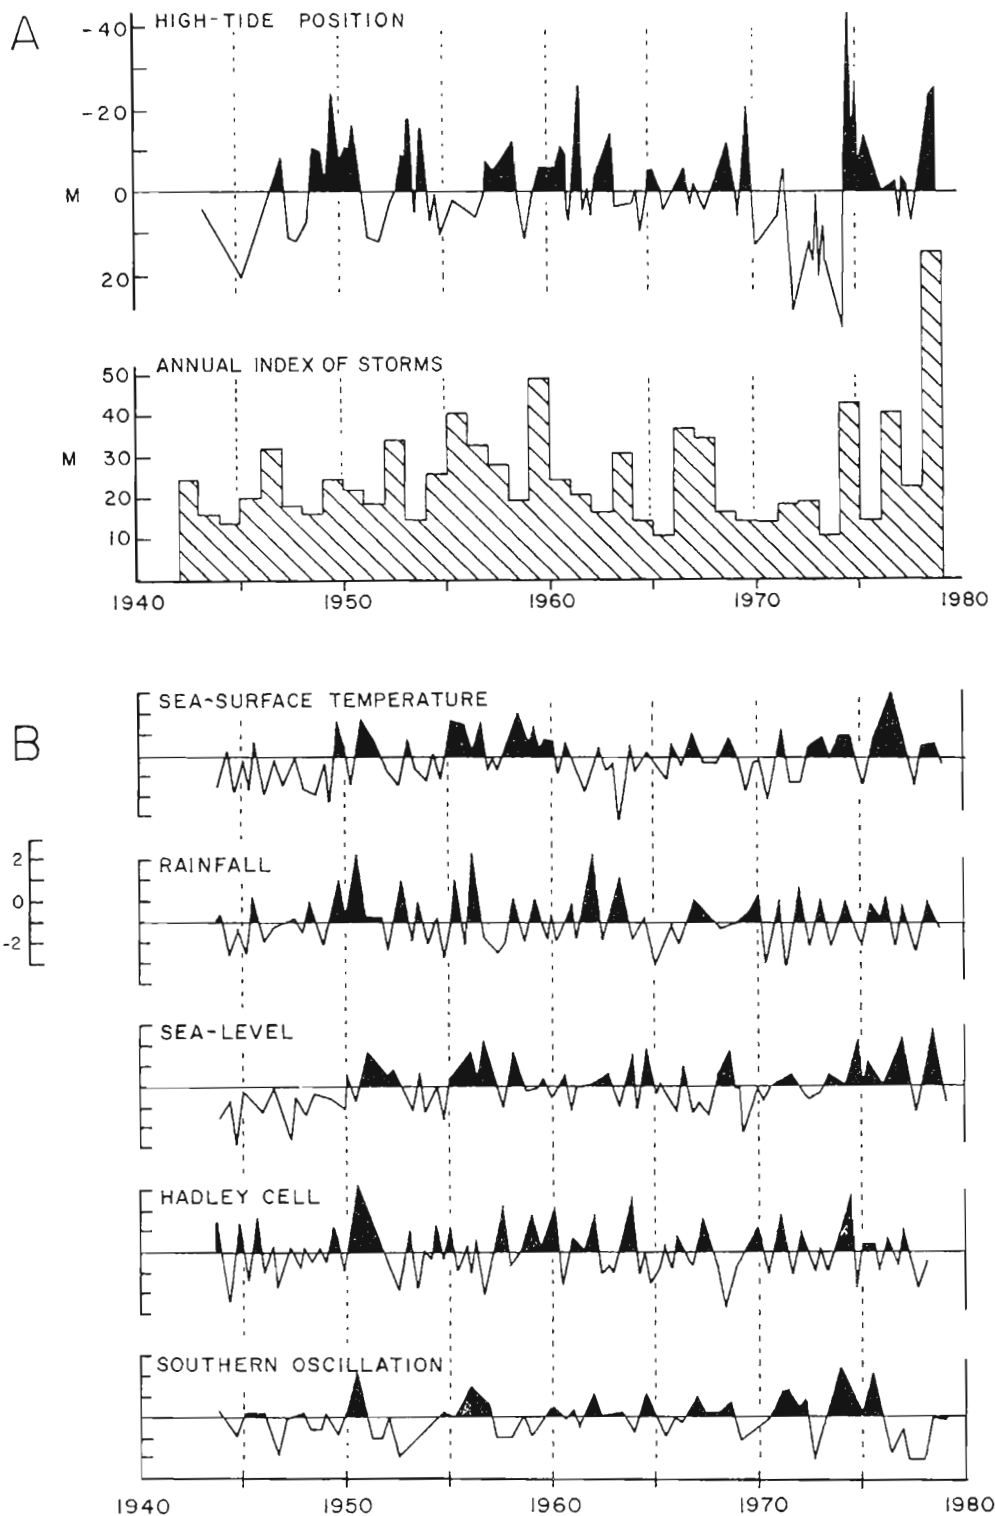 A
HIGH-TIDE POSITION
-40
-20
M
0
20
ANNUAL INDEX OF STORMS
50
40
M
30
20
10
1940 1950 1960 1970 1980
B
SEA-SURFACE TEMPERATURE
RAINFALL
2
0
-2
SEA-LEVEL
HADLEY CELL
SOUTHERN OSCILLATION
1940 1950 1960 1970 1980